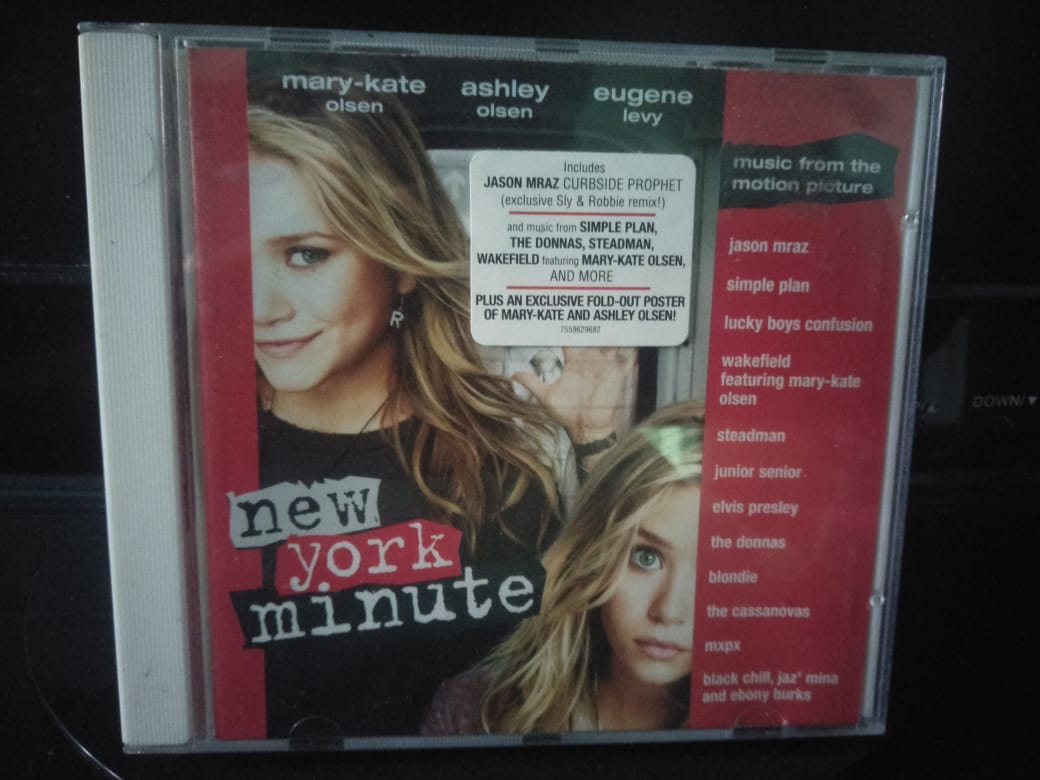 mary-kate
olsen
ashley
olsen
eugene
levy
Includes
JASON MRAZ CURBSIDE PROPHET
(exclusive Sly & Robbie remix!)
and music from SIMPLE PLAN,
THE DONNAS, STEADMAN,
WAKEFIELD featuring MARY-KATE OLSEN,
AND MORE
PLUS AN EXCLUSIVE FOLD-OUT POSTER
OF MARY-KATE AND ASHLEY OLSEN!
7559629682
R
new
york
minute
music from the
motion picture
jason mraz
simple plan
lucky boys confusion
wakefield
featuring mary-kate
olsen
steadman
junior senior
elvis presley
the donnas
blondie
the cassanovas
mxpx
black chill, jaz' mina
and ebony burks
DOWN/▼